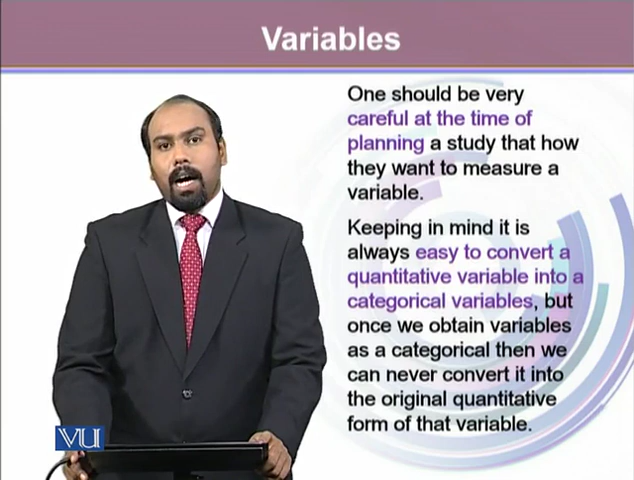 Variables
One should be very
careful at the time of
planning a study that how
they want to measure a
variable.
Keeping in mind it is
always easy to convert a
quantitative variable into a
categorical variables, but
once we obtain variables
as a categorical then we
can never convert it into
the original quantitative
form of that variable.
VU